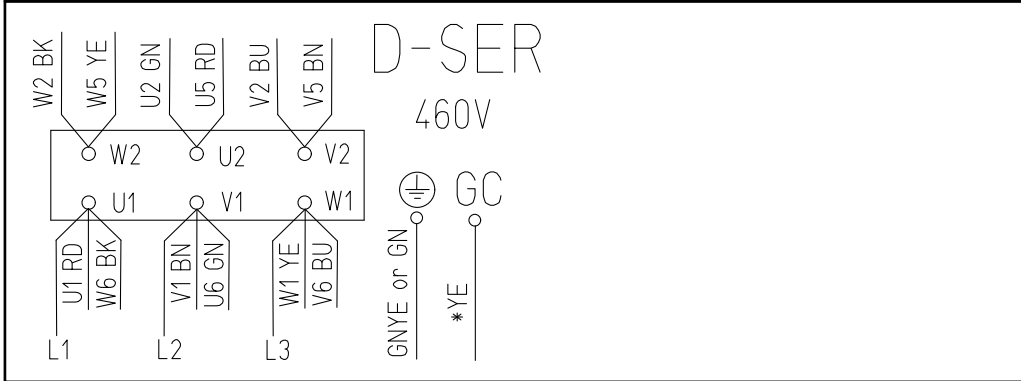 D-SER
460V
W2 BK
W5 YE
U2 GN
U5 RD
V2 BU
V5 BN
W2
U2
V2
U1
V1
W1
GC
U1 RD
W6 BK
V1 BN
U6 GN
W1 YE
V6 BU
GNYE or GN
*YE
L1
L2
L3